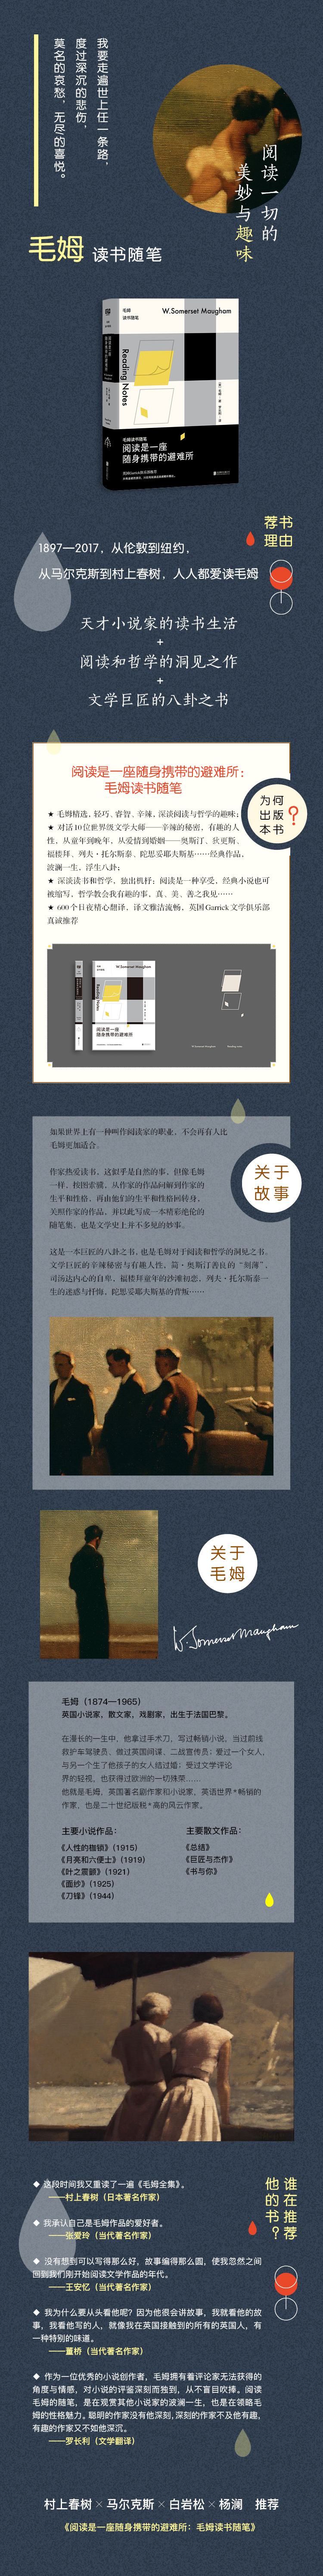 我要走遍世上任一条路，
度过深沉的悲伤，
莫名的哀愁，无尽的喜悦。
阅读一切的
美妙与趣味
毛姆 读书随笔
W.Somerset Maugham
毛姆
读书随笔
Reading Notes
毛姆读书随笔
阅读是一座
随身携带的避难所
荐书
理由
1897—2017，从伦敦到纽约，
从马尔克斯到村上春树，人人都爱读毛姆
天才小说家的读书生活
+
阅读和哲学的洞见之作
+
文学巨匠的八卦之书
阅读是一座随身携带的避难所：
毛姆读书随笔
为何
出版
本书
？
★ 毛姆精选，轻巧、睿智、辛辣，深谈阅读与哲学的趣味；
★ 对话10位世界级文学大师——辛辣的秘密，有趣的人
性，从童年到晚年，从爱情到婚姻——奥斯汀、狄更斯、
福楼拜、列夫·托尔斯泰、陀思妥耶夫斯基……经典作品，
波澜一生，浮生八卦；
★ 深谈读书和哲学，独出机杼；阅读是一种享受，经典小说也可
被缩写，哲学教会我有趣的事，真、美、善之我见……
★ 600个日夜精心翻译，译文雅洁流畅，英国Garrick文学俱乐部
真诚推荐
W.Somerset Maugham
阅读是一座
随身携带的避难所
W.Somerset Maugham
Reading Notes
关于
故事
如果世界上有一种叫作阅读家的职业，不会再有人比
毛姆更加适合。
作家热爱读书，这似乎是自然的事，但像毛姆
一样，按图索骥，从作家的作品问解到作家的
生平和性格，再由他们的生平和性格回转身，
关照作家的作品，并以此写成一本精彩绝伦的
随笔集，也是文学史上并不多见的妙事。
这是一本巨匠的八卦之书，也是毛姆对于阅读和哲学的洞见之书。
文学巨匠的辛辣秘密与有趣人性，简·奥斯汀善良的“刻薄”，
司汤达内心的自卑、福楼拜童年的沙滩初恋、列夫·托尔斯泰一
生的迷惑与忏悔、陀思妥耶夫斯基的背叛……
关于
毛姆
W. Somerset Maugham
毛姆（1874—1965）
英国小说家，散文家，戏剧家，出生于法国巴黎。
在漫长的一生中，他拿过手术刀，写过畅销小说，当过前线
救护车驾驶员，做过英国间谍、二战宣传员；爱过一个女人，
与另一个生了他孩子的女人结过婚；受过文学评论
界的轻视，也获得过欧洲的一切殊荣……
他就是毛姆，英国著名剧作家和小说家，英语世界*畅销的
作家，也是二十世纪版税*高的风云作家。
主要小说作品：
《人性的枷锁》（1915）
《月亮和六便士》（1919）
《叶之震颤》（1921）
《面纱》（1925）
《刀锋》（1944）
主要散文作品：
《总结》
《巨匠与杰作》
《书与你》
谁在推荐
他的书？
◆ 这段时间我又重读了一遍《毛姆全集》。
——村上春树（日本著名作家）
◆ 我承认自己是毛姆作品的爱好者。
——张爱玲（当代著名作家）
◆ 没有想到可以写得那么好，故事编得那么圆，使我忽然之间
回到我们刚开始阅读文学作品的年代。
——王安忆（当代著名作家）
◆ 我为什么要从头看他呢？因为他很会讲故事，我就看他的故
事，我看他写的人，就像我在英国接触到的所有的英国人，有
一种特别的味道。
——董桥（当代著名作家）
◆ 作为一位优秀的小说创作者，毛姆拥有着评论家无法获得的
角度与情感，对小说的评鉴深刻而独到，从不盲目吹捧。阅读
毛姆的随笔，是在观赏其他小说家的波澜一生，也是在领略毛
姆的性格魅力。聪明的作家没有他深刻，深刻的作家不及他有趣，
有趣的作家又不如他深沉。
——罗长利（文学翻译）
村上春树 × 马尔克斯 × 白岩松 × 杨澜 推荐
《阅读是一座随身携带的避难所：毛姆读书随笔》